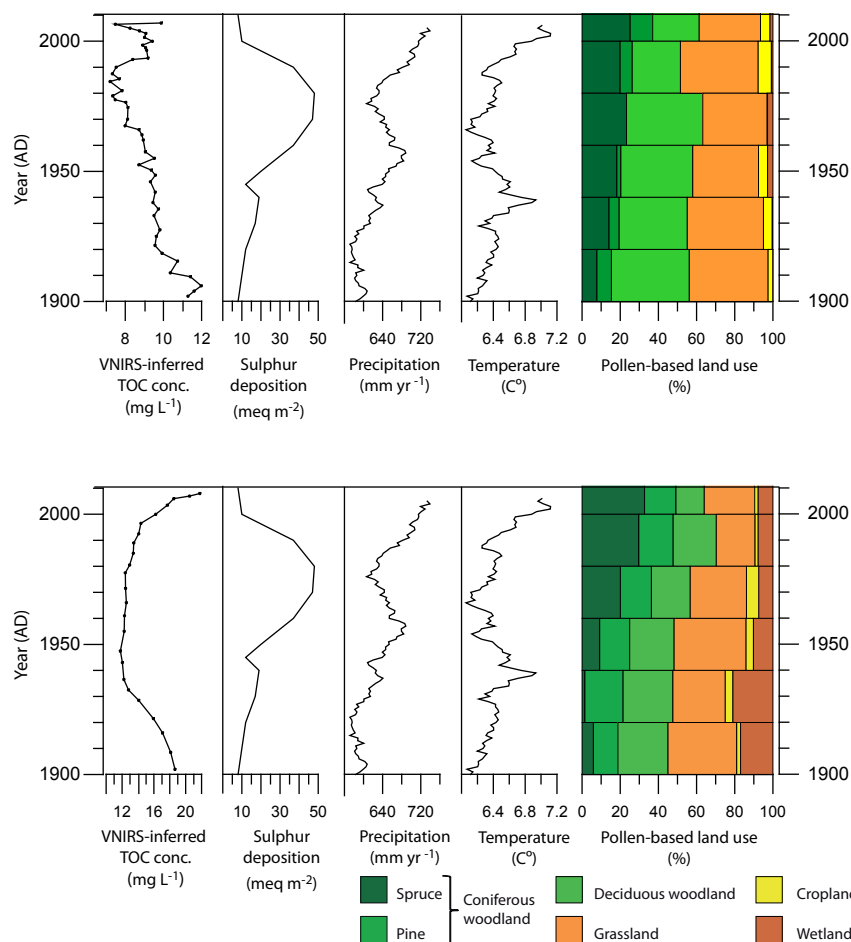 2000
1950
1900
Year (AD)
2000
1950
1900
8 10 12
10 30 50
640 720
6.4 6.8 7.2
0 20 40 60 80 100
VNIRS-inferred
TOC conc.
(mg L-1)
Sulphur
deposition
(meq m-2)
Precipitation
(mm yr -1)
Temperature
(Cº)
Pollen-based land use
(%)
2000
1950
1900
Year (AD)
2000
1950
1900
12 16 20
10 30 50
640 720
6.4 6.8 7.2
0 20 40 60 80 100
VNIRS-inferred
TOC conc.
(mg L-1)
Sulphur
deposition
(meq m-2)
Precipitation
(mm yr -1)
Temperature
(Cº)
Pollen-based land use
(%)
Spruce
Pine
Coniferous
woodland
Deciduous woodland
Grassland
Cropland
Wetland